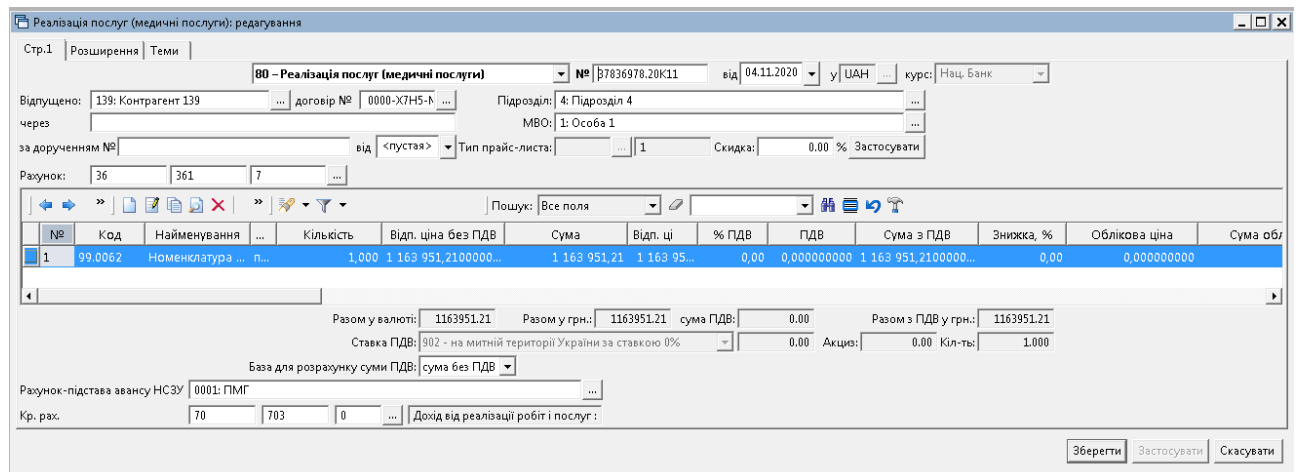 Реалізація послуг (медичні послуги): редагування
Стр.1 Розширення Теми
80 – Реалізація послуг (медичні послуги) № 37836978.20К11 від 04.11.2020 у UAH ... курс: Нац. Банк
Відпущено: 139: Контрагент 139 ... договір № 0000-X7H5-М ... Підрозділ: 4: Підрозділ 4 ...
через МВО: 1: Особа 1 ...
за дорученням № від <пустая> Тип прайс-листа: ... 1 Скидка: 0.00 % Застосувати
Рахунок: 36 361 7 ...
» » Пошук: Все поля
№ Код Найменування ... Кількість Відп. ціна без ПДВ Сума Відп. ці % ПДВ ПДВ Сума з ПДВ Знижка, % Облікова ціна Сума обл
1 99.0062 Номенклатура ... п... 1,000 1 163 951,2100000... 1 163 951,21 1 163 95... 0,00 0,000000000 1 163 951,2100000... 0,00 0,000000000
Разом у валюті: 1163951.21 Разом у грн.: 1163951.21 сума ПДВ: 0.00 Разом з ПДВ у грн.: 1163951.21
Ставка ПДВ: 902 - на митній території України за ставкою 0% 0.00 Акциз: 0.00 Кіл-ть: 1.000
База для розрахунку суми ПДВ: сума без ПДВ
Рахунок-підстава авансу НСЗУ 0001: ПМГ ...
Кр. рах. 70 703 0 ... Дохід від реалізації робіт і послуг :
Зберегти Застосувати Скасувати